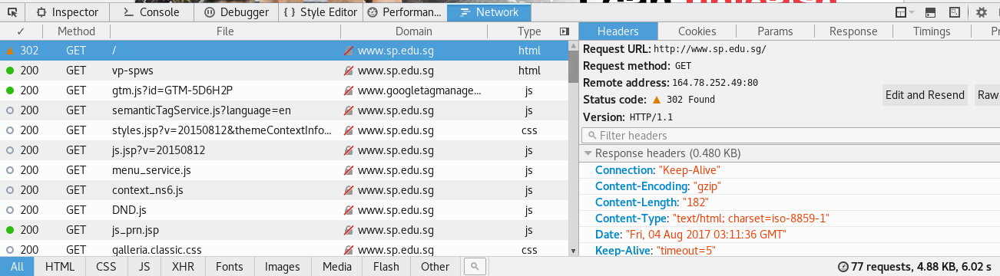 Inspector Console Debugger Style Editor Performan... Network
✓ Method File Domain Type Headers Cookies Params Response Timings
302 GET / www.sp.edu.sg html
200 GET vp-spws www.sp.edu.sg html
200 GET gtm.js?id=GTM-5D6H2P www.googletagmanage... js
200 GET semanticTagService.js?language=en www.sp.edu.sg js
200 GET styles.jsp?v=20150812&themeContextInfo... www.sp.edu.sg css
200 GET js.jsp?v=20150812 www.sp.edu.sg js
200 GET menu_service.js www.sp.edu.sg js
200 GET context_ns6.js www.sp.edu.sg js
200 GET DND.js www.sp.edu.sg js
200 GET js_prn.jsp www.sp.edu.sg js
200 GET galleria.classic.css www.sp.edu.sg css
Request URL: http://www.sp.edu.sg/
Request method: GET
Remote address: 164.78.252.49:80
Status code: 302 Found
Edit and Resend Raw
Version: HTTP/1.1
Filter headers
Response headers (0.480 KB)
Connection: "Keep-Alive"
Content-Encoding: "gzip"
Content-Length: "182"
Content-Type: "text/html; charset=iso-8859-1"
Date: "Fri, 04 Aug 2017 03:11:36 GMT"
Keep-Alive: "timeout=5"
All HTML CSS JS XHR Fonts Images Media Flash Other 77 requests, 4.88 KB, 6.02 s